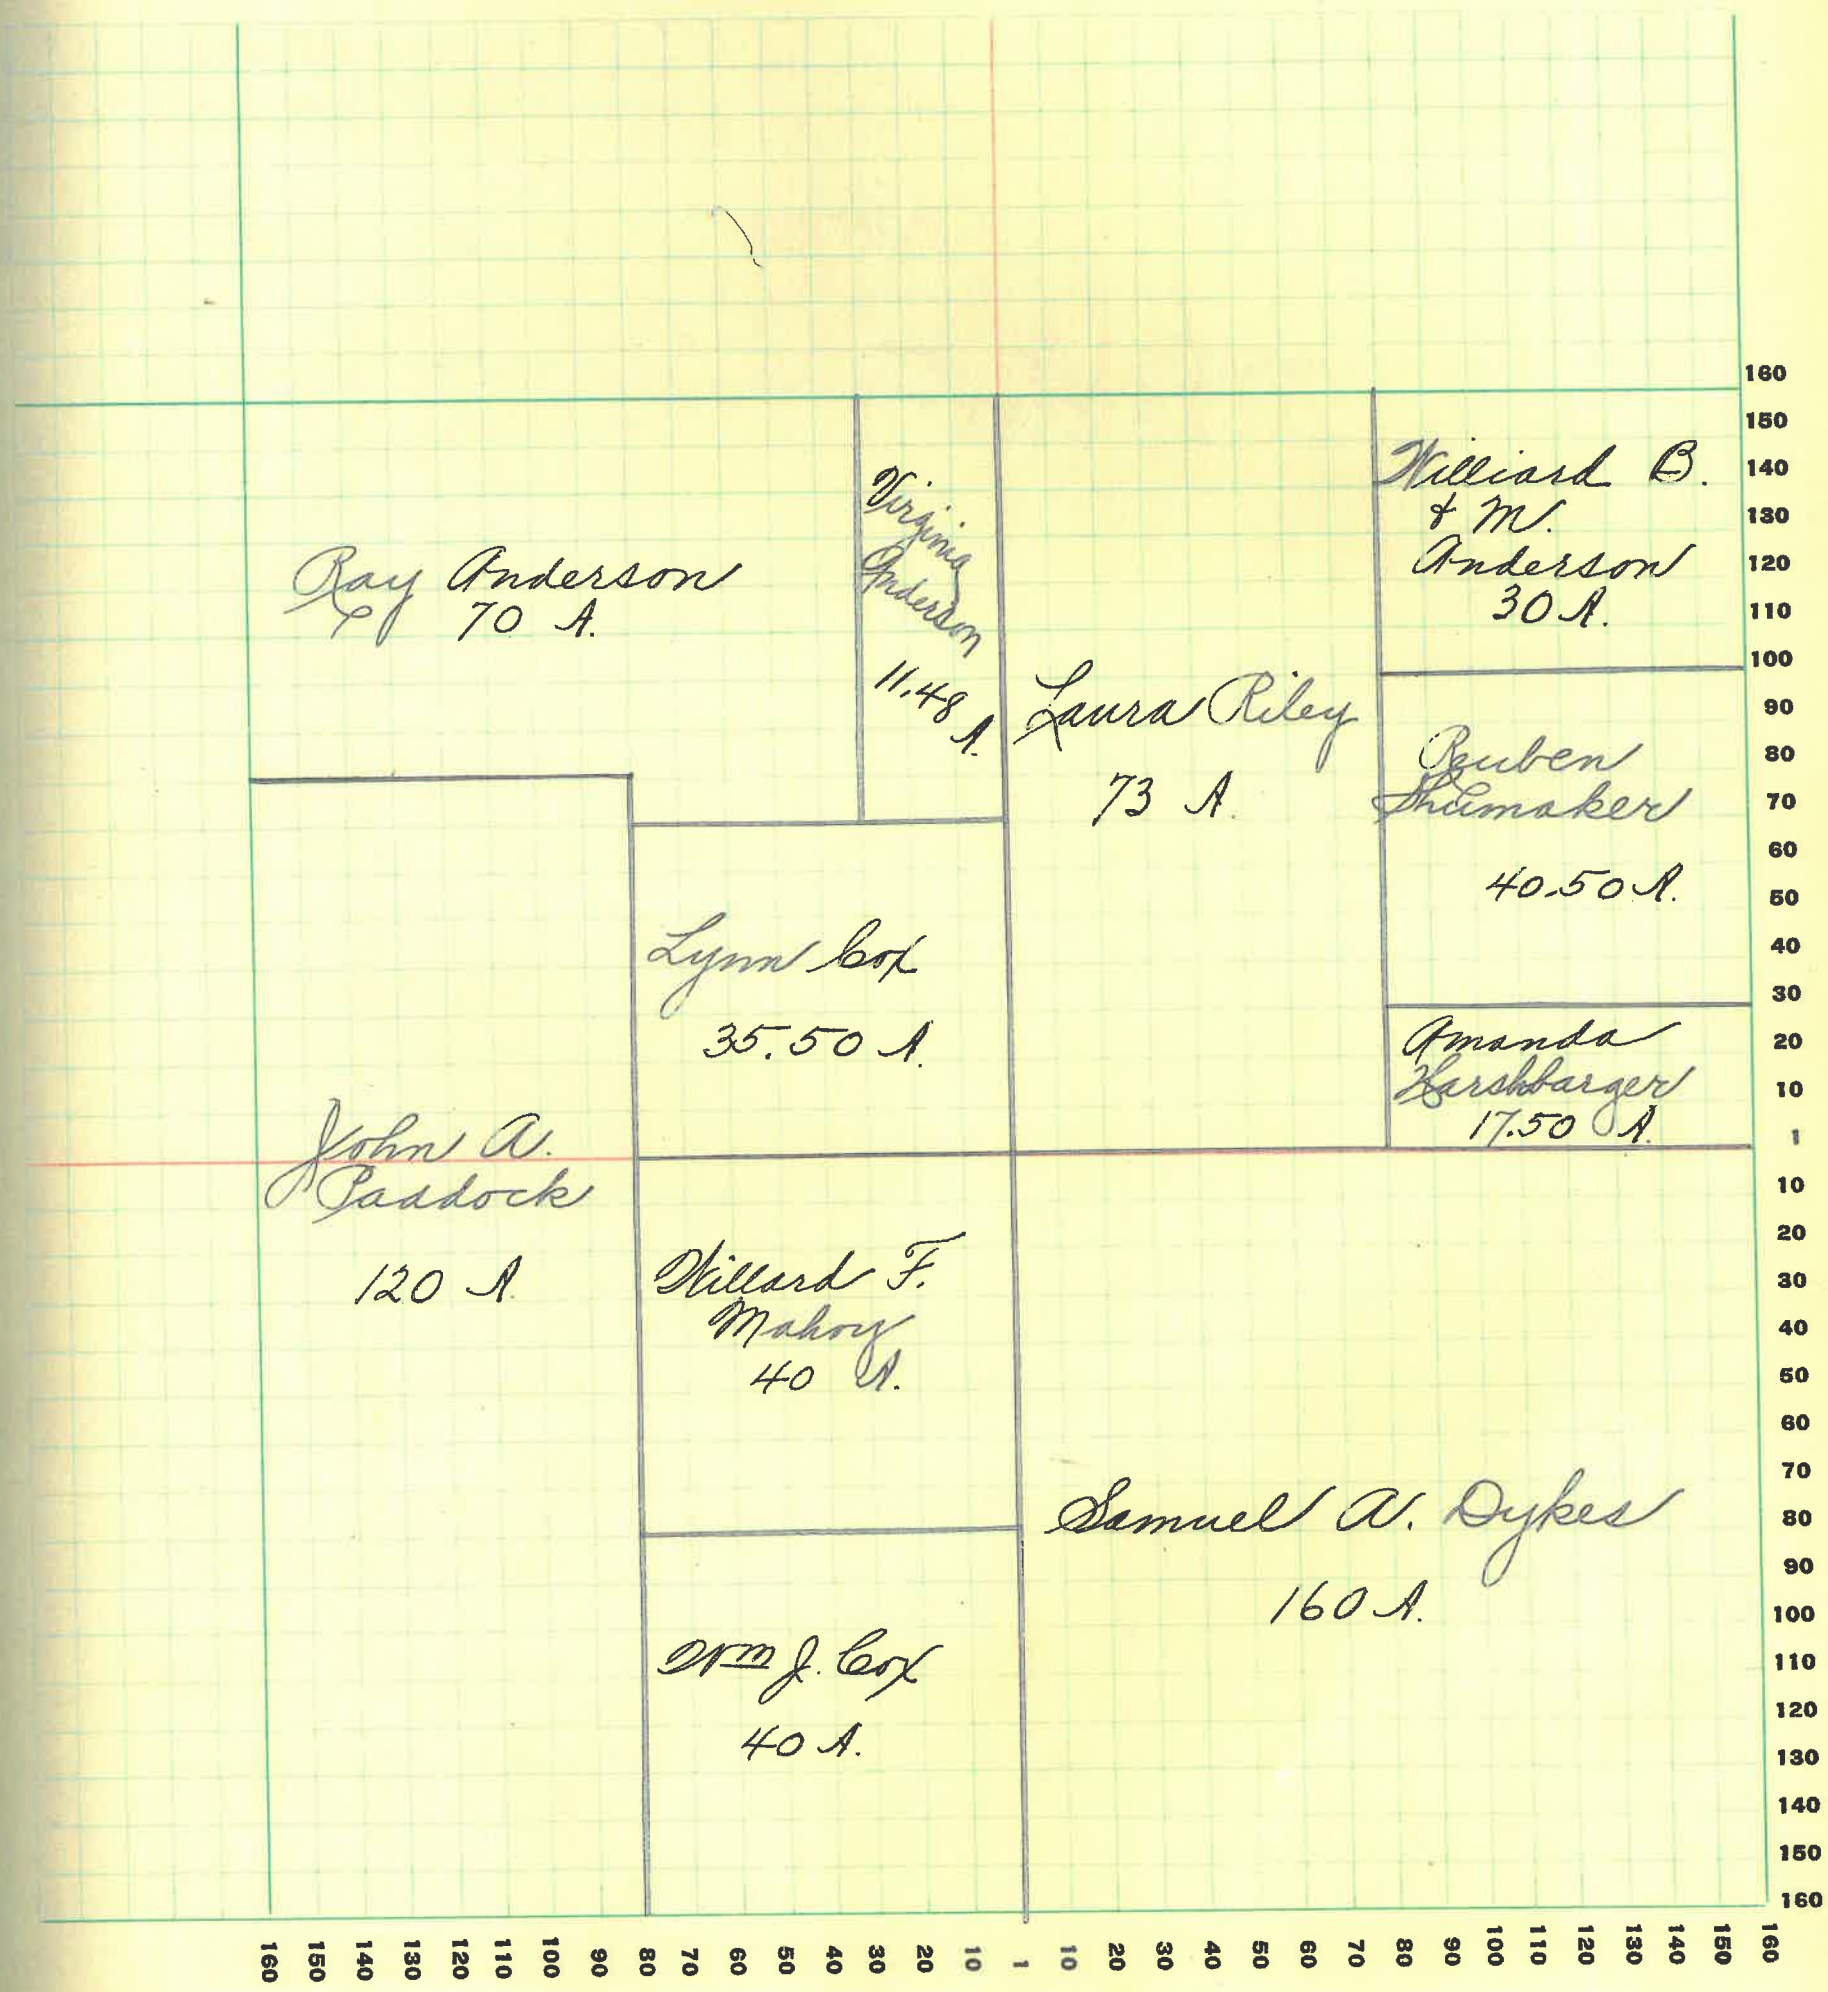 Ray Anderson
70 A.
Virginia
Anderson
11.48
A.
Laura Riley
73 A.
Williard B.
& M.
Anderson
30 A.
Reuben
Shumaker
40.50 A.
Amanda
Harshbarger
17.50 A.
Lynn Cox
35.50 A.
John A.
Paddock
120 A.
Willard F.
Mahoy
40 A.
Samuel A. Dykes
160 A.
Wm J. Cox
40 A.
160
150
140
130
120
110
100
90
80
70
60
50
40
30
20
10
1
10
20
30
40
50
60
70
80
90
100
110
120
130
140
150
160
160 150 140 130 120 110 100 90 80 70 60 50 40 30 20 10 1 10 20 30 40 50 60 70 80 90 100 110 120 130 140 150 160